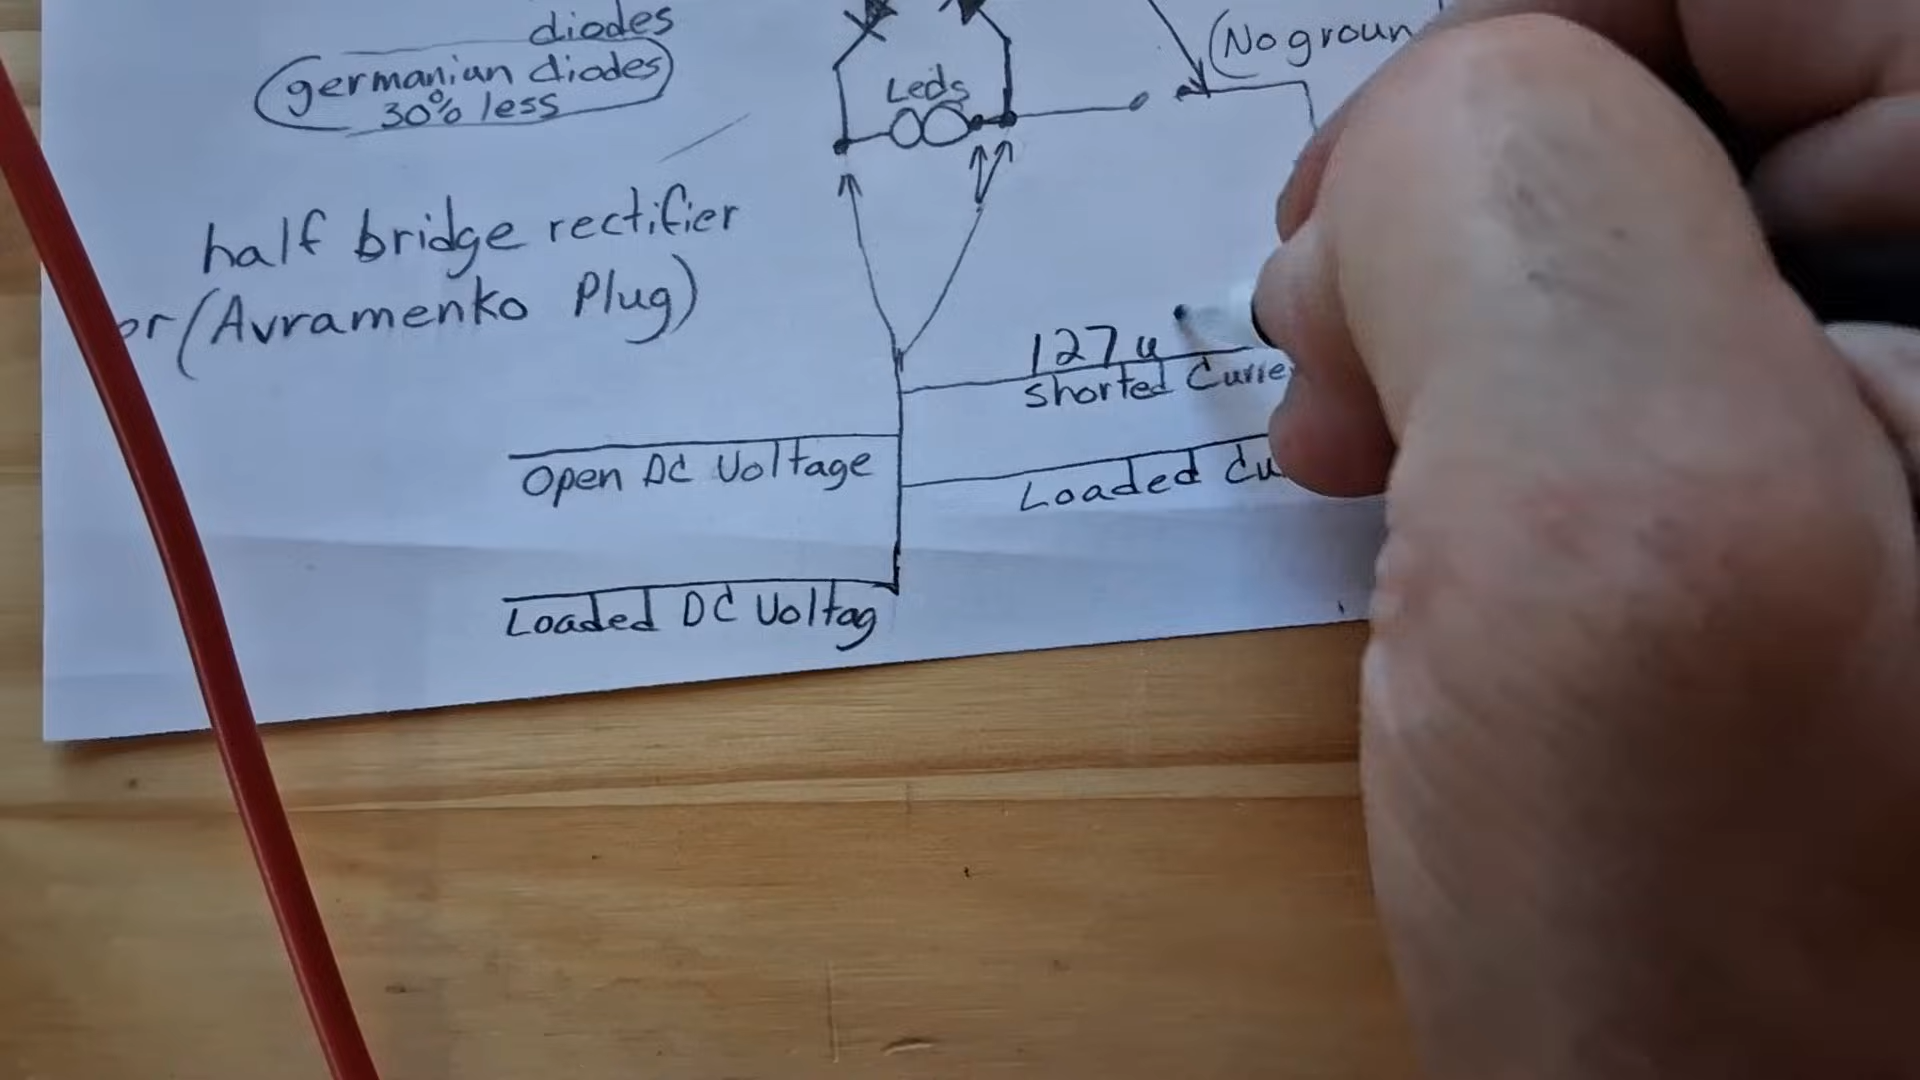 diodes
germanian diodes
30% less
Leds
(No groun
half bridge rectifier
or (Avramenko Plug)
127 u
Shorted Curre
Open DC Voltage
Loaded Cu
Loaded DC Voltag